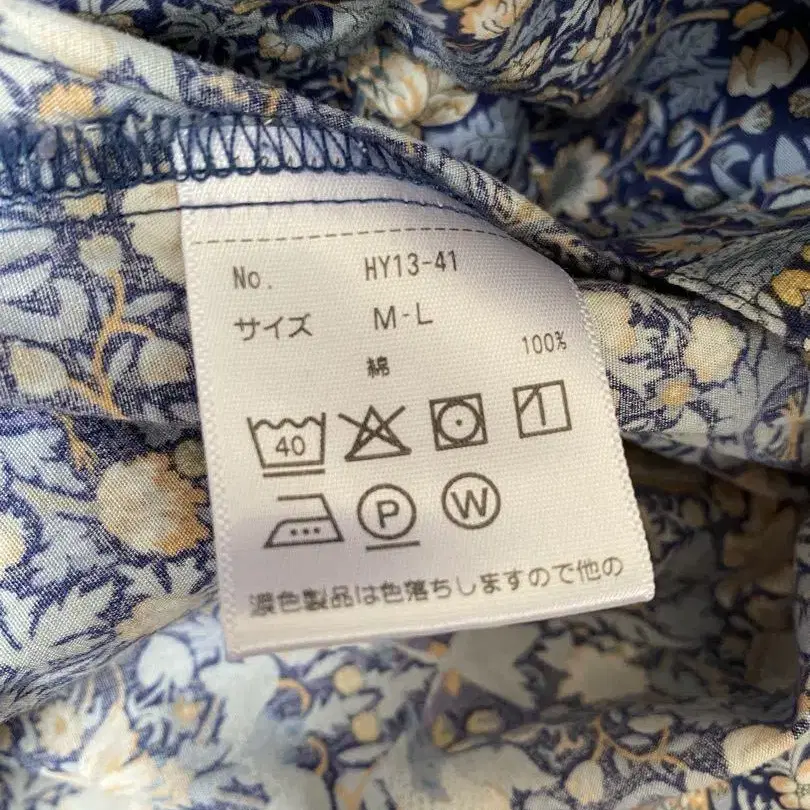 No. HY13-41
サイズ M-L
綿 100%
40
P W
濃色製品は色落ちしますので他の